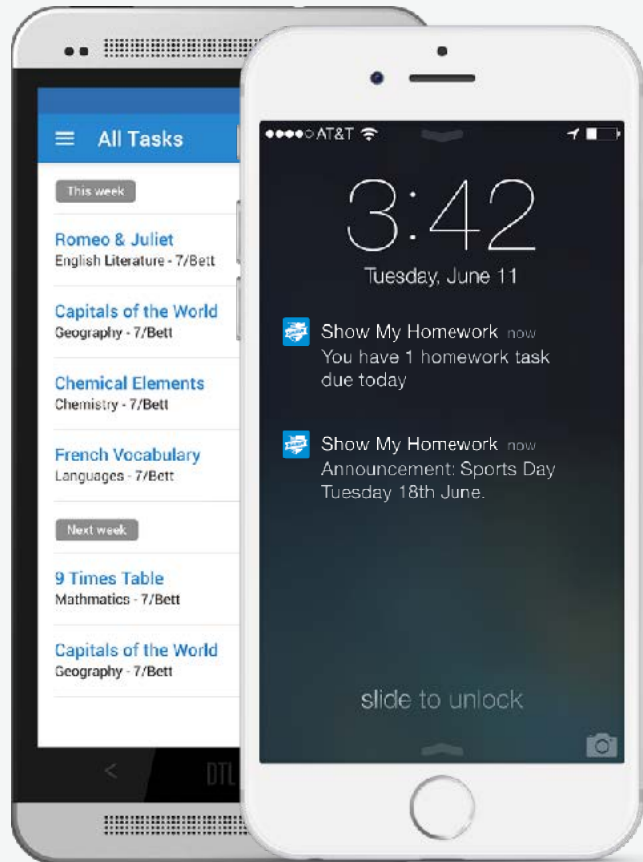 All Tasks
This week
Romeo & Juliet
English Literature - 7/Bett
Capitals of the World
Geography - 7/Bett
Chemical Elements
Chemistry - 7/Bett
French Vocabulary
Languages - 7/Bett
Next week
9 Times Table
Mathmatics - 7/Bett
Capitals of the World
Geography - 7/Bett
DTL
AT&T
3:42
Tuesday, June 11
Show My Homework now
You have 1 homework task
due today
Show My Homework now
Announcement: Sports Day
Tuesday 18th June.
slide to unlock